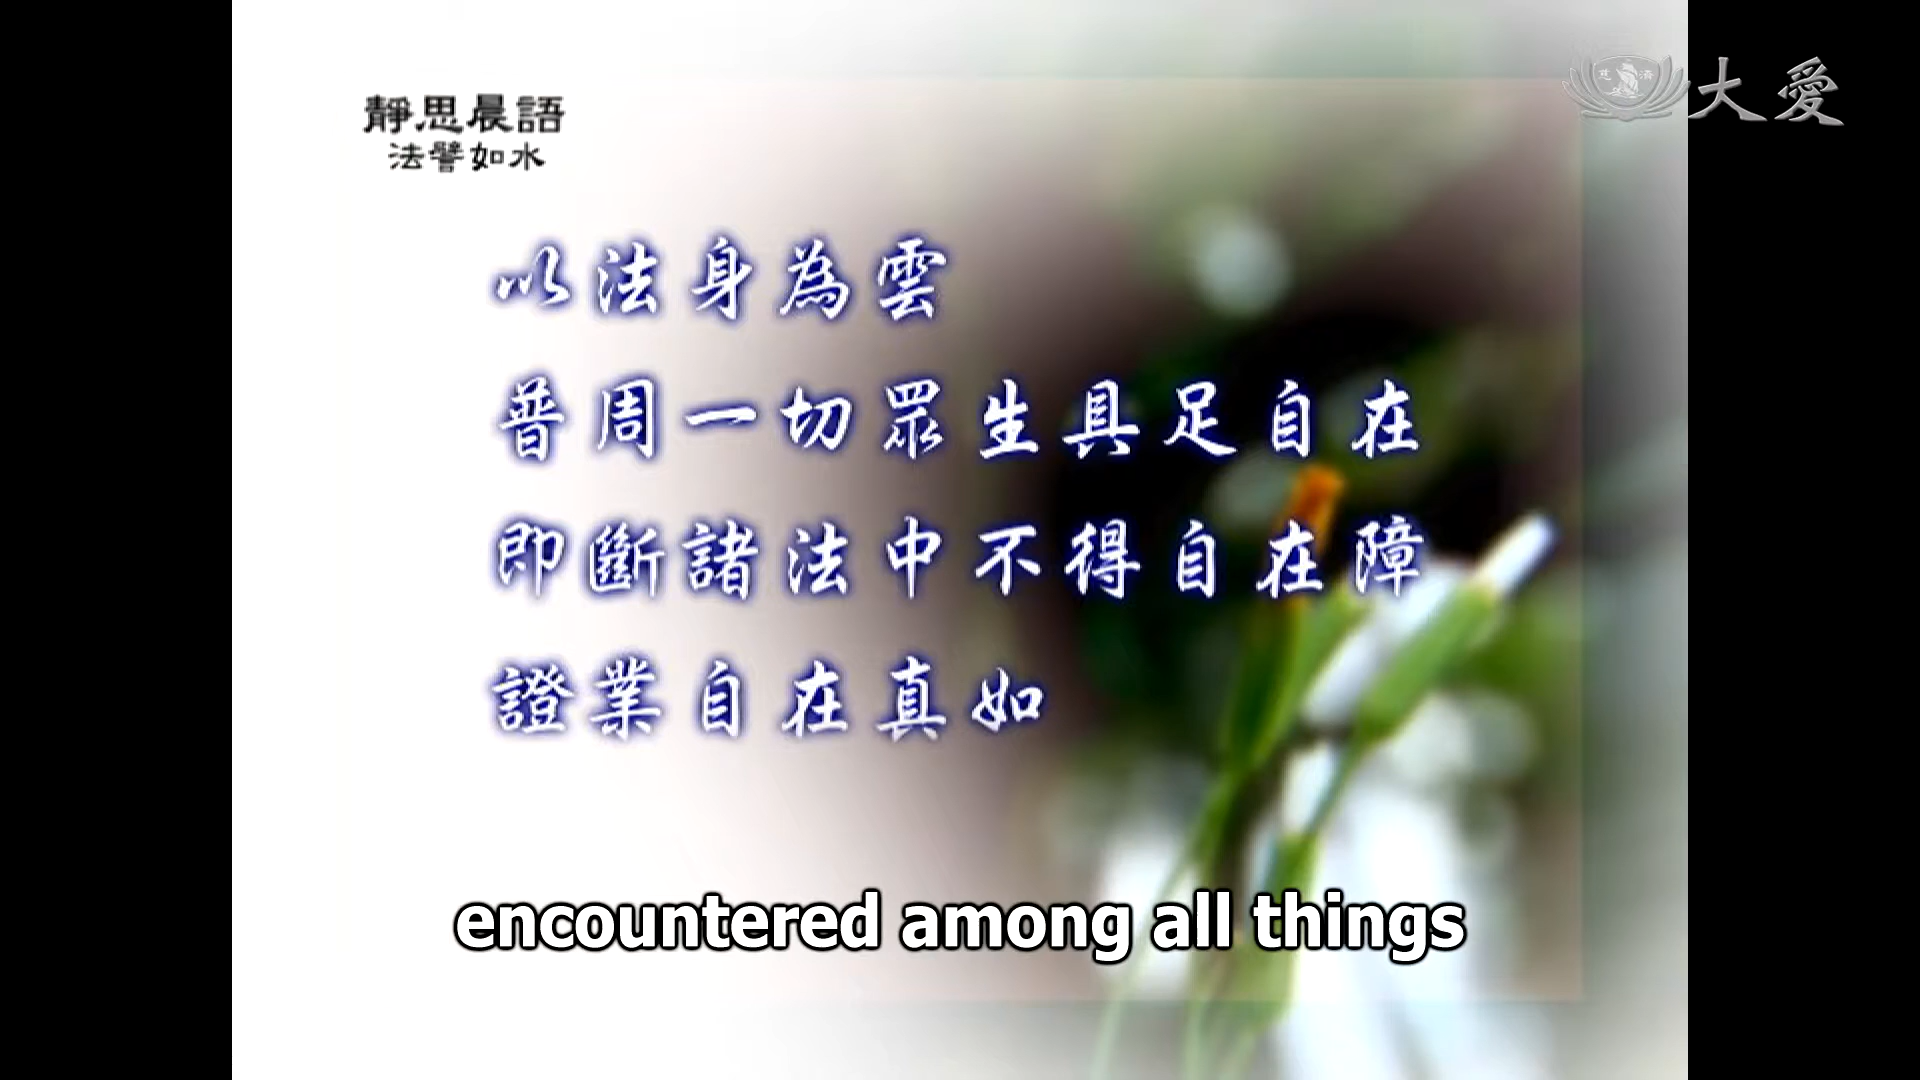 靜思晨語
法譬如水
慈濟
大愛
以法身為雲
普周一切眾生具足自在
即斷諸法中不得自在障
證業自在真如
encountered among all things